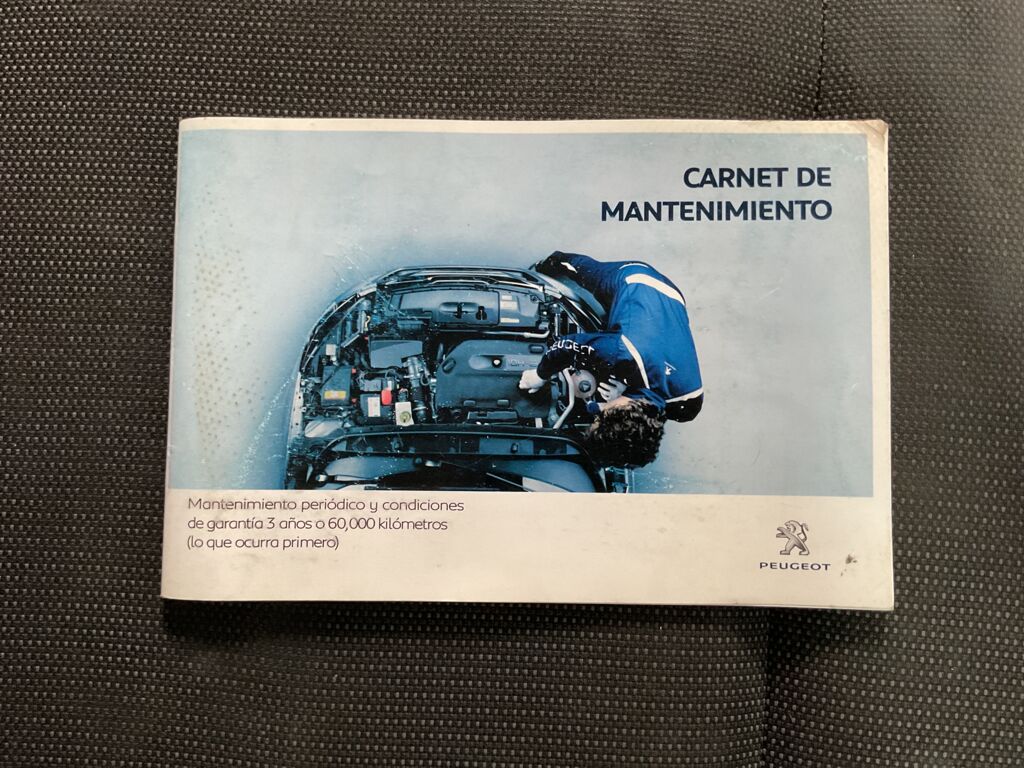 CARNET DE
MANTENIMIENTO
PEUGEOT
Mantenimiento periódico y condiciones
de garantía 3 años o 60,000 kilómetros
(lo que ocurra primero)
PEUGEOT